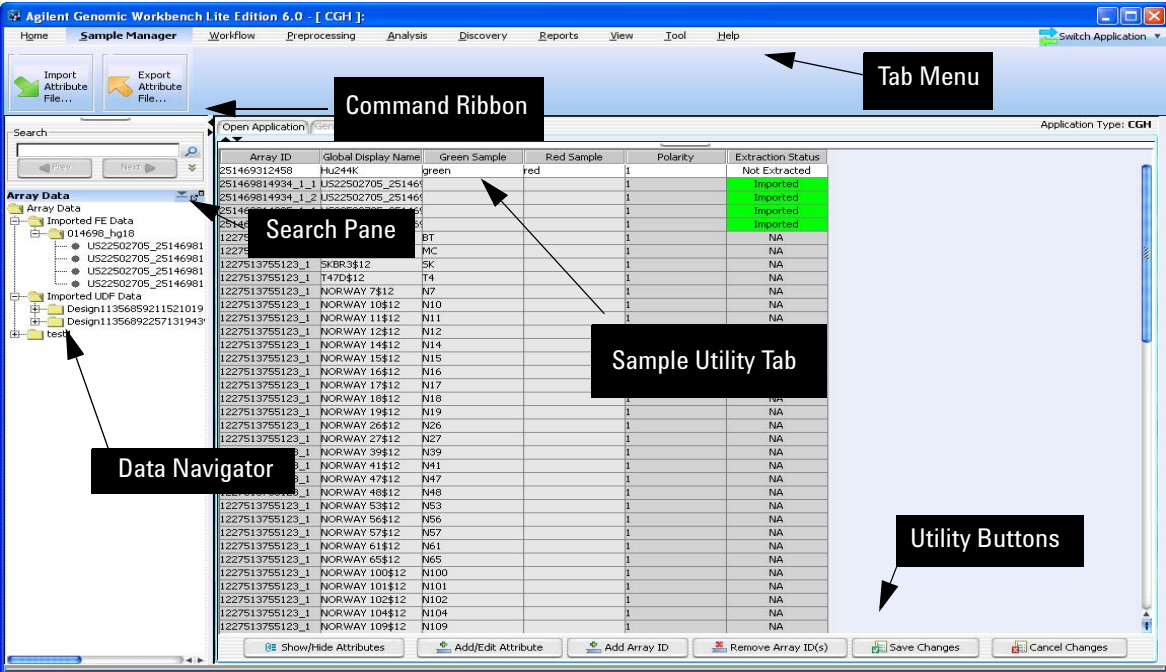 Agilent Genomic Workbench Lite Edition 6.0 - [ CGH ]:
Home Sample Manager Workflow Preprocessing Analysis Discovery Reports View Tool Help Switch Application
Import Attribute File...
Export Attribute File...
Command Ribbon
Tab Menu
Search
Prev Next
Open Application
Application Type: CGH
Array Data
Array Data
Imported FE Data
014698_hg18
US22502705_25146981
US22502705_25146981
US22502705_25146981
US22502705_25146981
Imported UDF Data
Design11356859211521019
Design1135689225713194
test
Search Pane
Data Navigator
Sample Utility Tab
Utility Buttons
Array ID Global Display Name Green Sample Red Sample Polarity Extraction Status
251469312458 Hu244K green red 1 Not Extracted
251469814934_1_1 US22502705_25146 Imported
251469814934_1_2 US22502705_25146 Imported
Imported
Imported
BT 1 NA
MC 1 NA
1227513755123_1 SKBR3$12 SK 1 NA
1227513755123_1 T47D$12 T4 1 NA
1227513755123_1 NORWAY 7$12 N7 1 NA
1227513755123_1 NORWAY 10$12 N10 1 NA
1227513755123_1 NORWAY 11$12 N11 1 NA
1227513755123_1 NORWAY 12$12 N12
1227513755123_1 NORWAY 14$12 N14
1227513755123_1 NORWAY 15$12 N15
1227513755123_1 NORWAY 16$12 N16
1227513755123_1 NORWAY 17$12 N17
1227513755123_1 NORWAY 18$12 N18 1 NA
1227513755123_1 NORWAY 19$12 N19 1 NA
1227513755123_1 NORWAY 26$12 N26 1 NA
1227513755123_1 NORWAY 27$12 N27 1 NA
NORWAY 39$12 N39 1 NA
NORWAY 41$12 N41 1 NA
NORWAY 47$12 N47 1 NA
NORWAY 48$12 N48 1 NA
1227513755123_1 NORWAY 53$12 N53 1 NA
1227513755123_1 NORWAY 56$12 N56 1 NA
1227513755123_1 NORWAY 57$12 N57 1 NA
1227513755123_1 NORWAY 61$12 N61 1 NA
1227513755123_1 NORWAY 65$12 N65 1 NA
1227513755123_1 NORWAY 100$12 N100 1 NA
1227513755123_1 NORWAY 101$12 N101 1 NA
1227513755123_1 NORWAY 102$12 N102 1 NA
1227513755123_1 NORWAY 104$12 N104 1 NA
1227513755123_1 NORWAY 109$12 N109 1 NA
Show/Hide Attributes Add/Edit Attribute Add Array ID Remove Array ID(s) Save Changes Cancel Changes